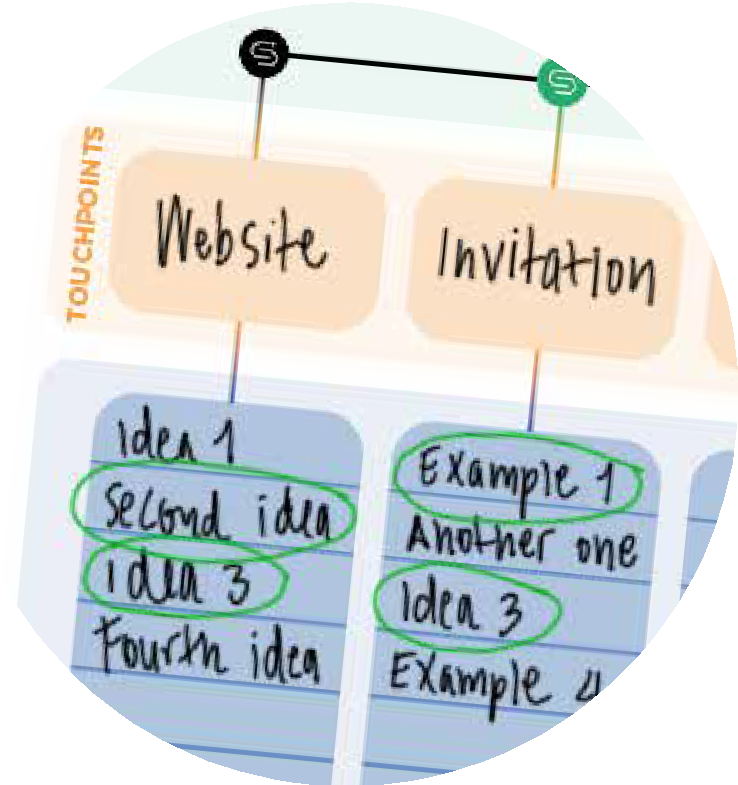 TOUCHPOINTS
Website
Invitation
Idea 1
Second idea
idea 3
Fourth idea
Example 1
Another one
Idea 3
Example 4